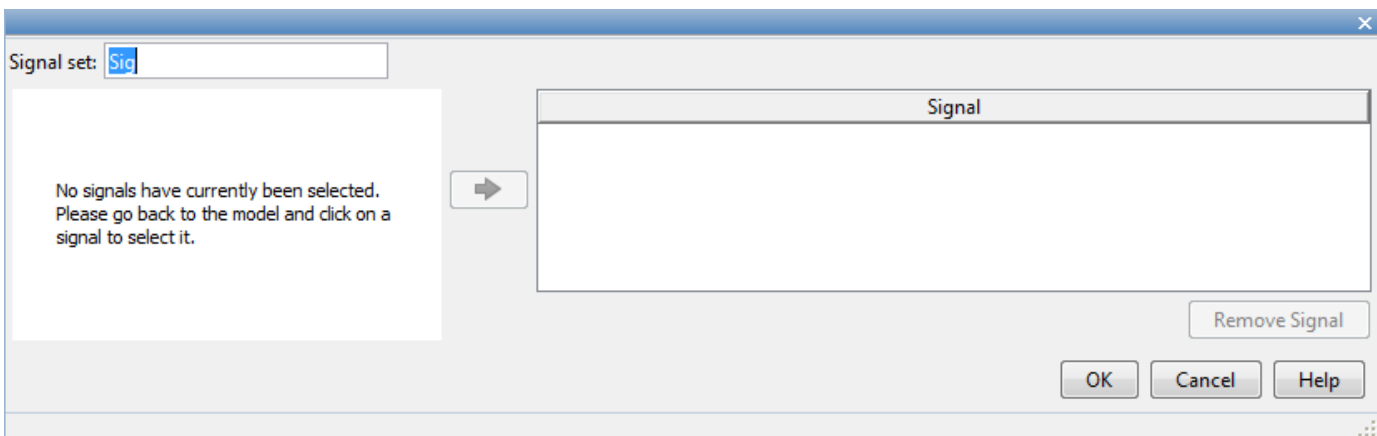 Signal set: Sig
Signal
No signals have currently been selected.
Please go back to the model and click on a
signal to select it.
Remove Signal
OK Cancel Help